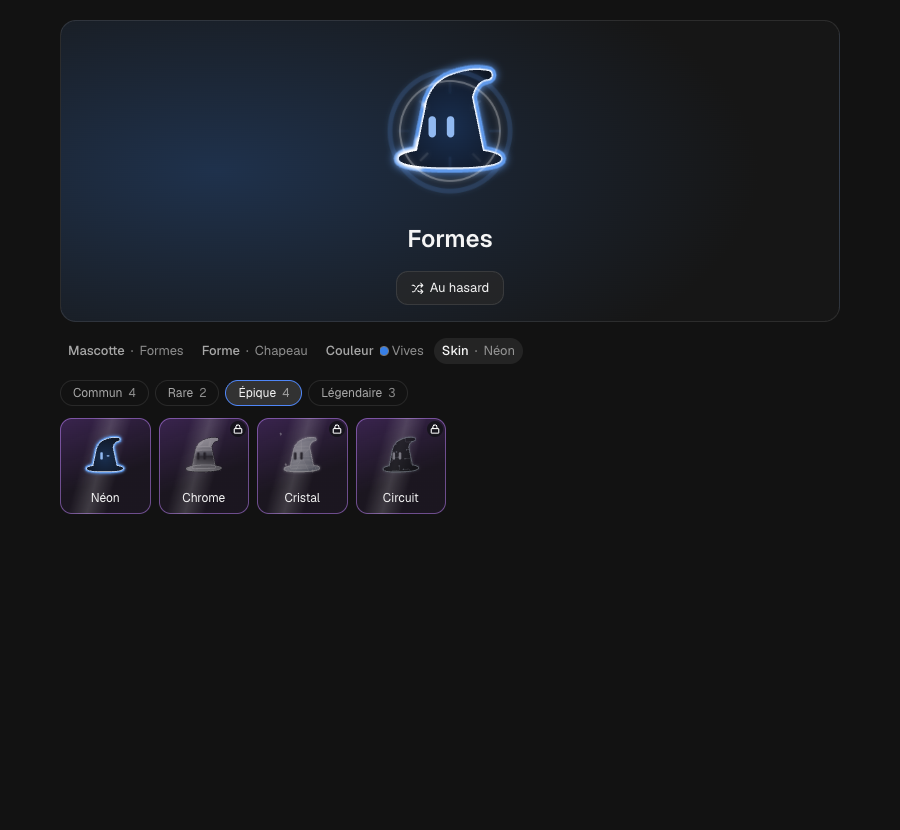 Formes
Au hasard
Mascotte · Formes Forme · Chapeau Couleur Vives Skin · Néon
Commun 4 Rare 2 Épique 4 Légendaire 3
Néon Chrome Cristal Circuit